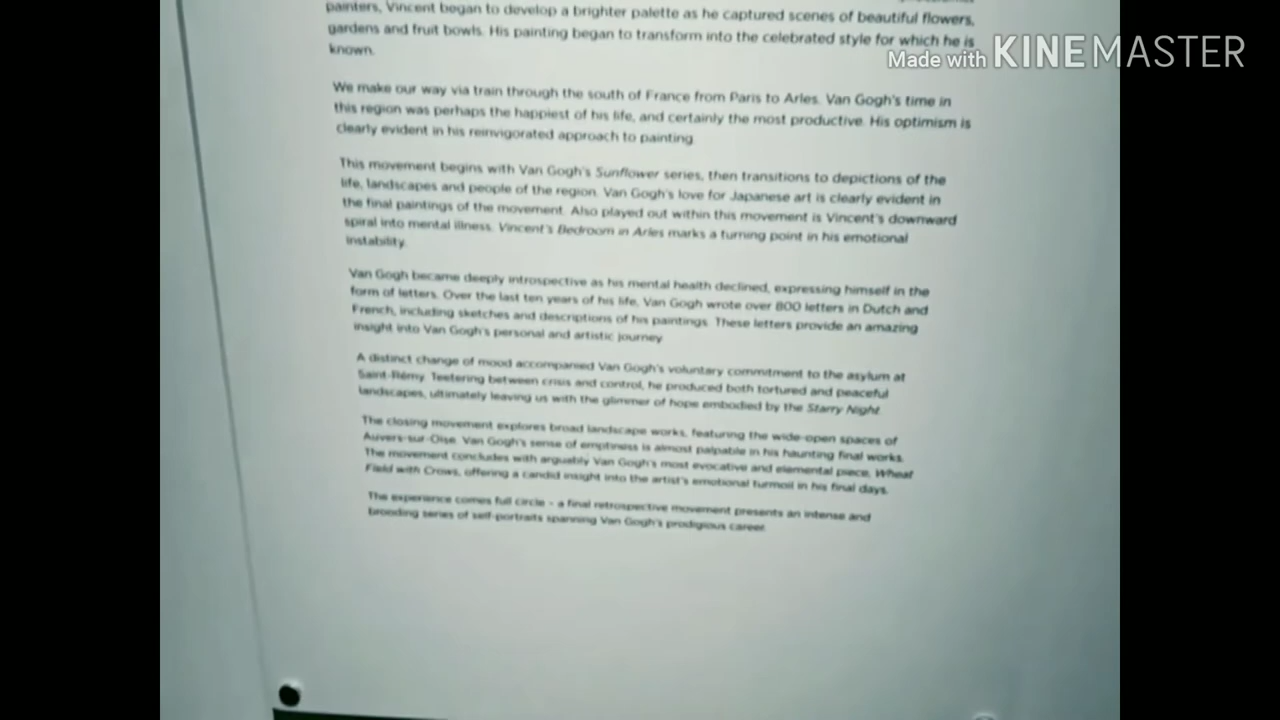 painters, Vincent began to develop a brighter palette as he captured scenes of beautiful flowers,
gardens and fruit bowls. His painting began to transform into the celebrated style for which he is
known.
Made with KINEMASTER
We make our way via train through the south of France from Paris to Arles. Van Gogh's time in
this region was perhaps the happiest of his life, and certainly the most productive. His optimism is
clearly evident in his reinvigorated approach to painting.
This movement begins with Van Gogh's Sunflower series, then transitions to depictions of the
life, landscapes and people of the region. Van Gogh's love for Japanese art is clearly evident in
the final paintings of the movement. Also played out within this movement is Vincent's downward
spiral into mental illness. Vincent's Bedroom in Arles marks a turning point in his emotional
instability.
Van Gogh became deeply introspective as his mental health declined, expressing himself in the
form of letters. Over the last ten years of his life, Van Gogh wrote over 800 letters in Dutch and
French, including sketches and descriptions of his paintings. These letters provide an amazing
insight into Van Gogh's personal and artistic journey.
A distinct change of mood accompanied Van Gogh's voluntary commitment to the asylum at
Saint-Rémy. Teetering between crisis and control, he produced both tortured and peaceful
landscapes, ultimately leaving us with the glimmer of hope embodied by the Starry Night.
The closing movement explores broad landscape works, featuring the wide-open spaces of
Auvers-sur-Oise. Van Gogh's sense of emptiness is almost palpable in his haunting final works.
The movement concludes with arguably Van Gogh's most evocative and elemental piece, Wheat
Field with Crows, offering a candid insight into the artist's emotional turmoil in his final days.
The experience comes full circle – a final retrospective movement presents an intense and
brooding series of self-portraits spanning Van Gogh's prodigious career.